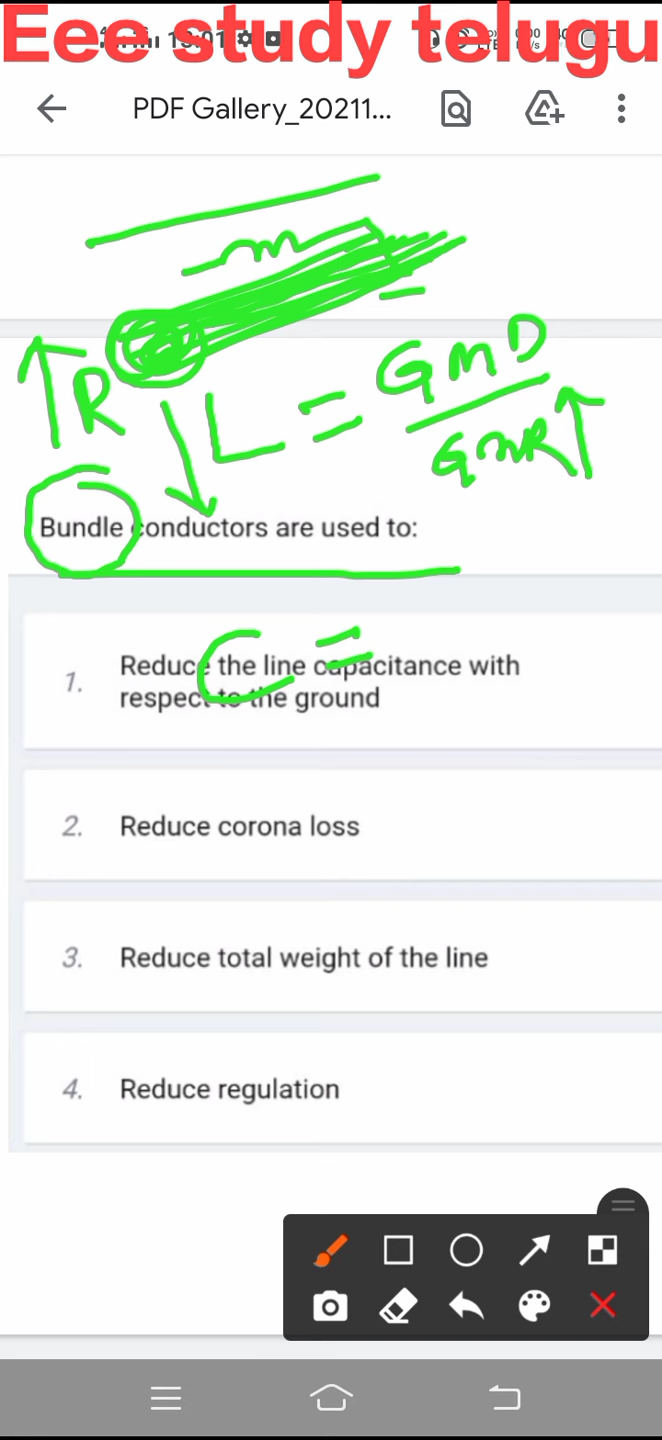 Eee study telugu
PDF Gallery_20211...
↑R
↓L = GMD
GMR↑
Bundle conductors are used to:
C =
1. Reduce the line capacitance with
respect to the ground
2. Reduce corona loss
3. Reduce total weight of the line
4. Reduce regulation